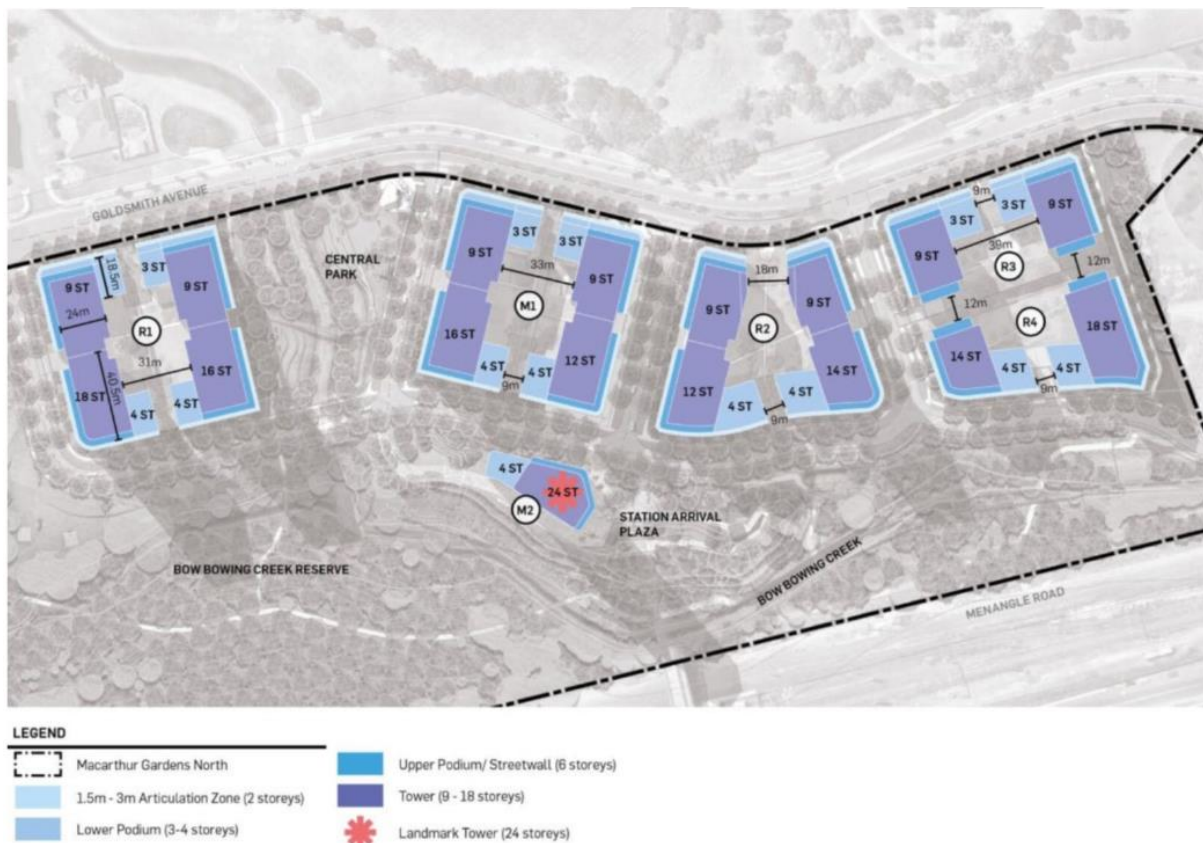 GOLDSMITH AVENUE
CENTRAL
PARK
9 ST
18.5m
3 ST
9 ST
24m
R1
31m
18 ST
40.5m
16 ST
4 ST
4 ST
9 ST
3 ST
3 ST
33m
9 ST
M1
16 ST
12 ST
4 ST
4 ST
9m
18m
9 ST
9 ST
R2
12 ST
14 ST
4 ST
4 ST
9m
9m
3 ST
3 ST
9 ST
9 ST
39m
R3
12m
12m
R4
18 ST
14 ST
4 ST
4 ST
9m
4 ST
24 ST
M2
STATION ARRIVAL
PLAZA
BOW BOWING CREEK RESERVE
BOW BOWING CREEK
MENANGLE ROAD
LEGEND
Macarthur Gardens North
1.5m - 3m Articulation Zone (2 storeys)
Lower Podium (3-4 storeys)
Upper Podium/ Streetwall (6 storeys)
Tower (9 - 18 storeys)
Landmark Tower (24 storeys)